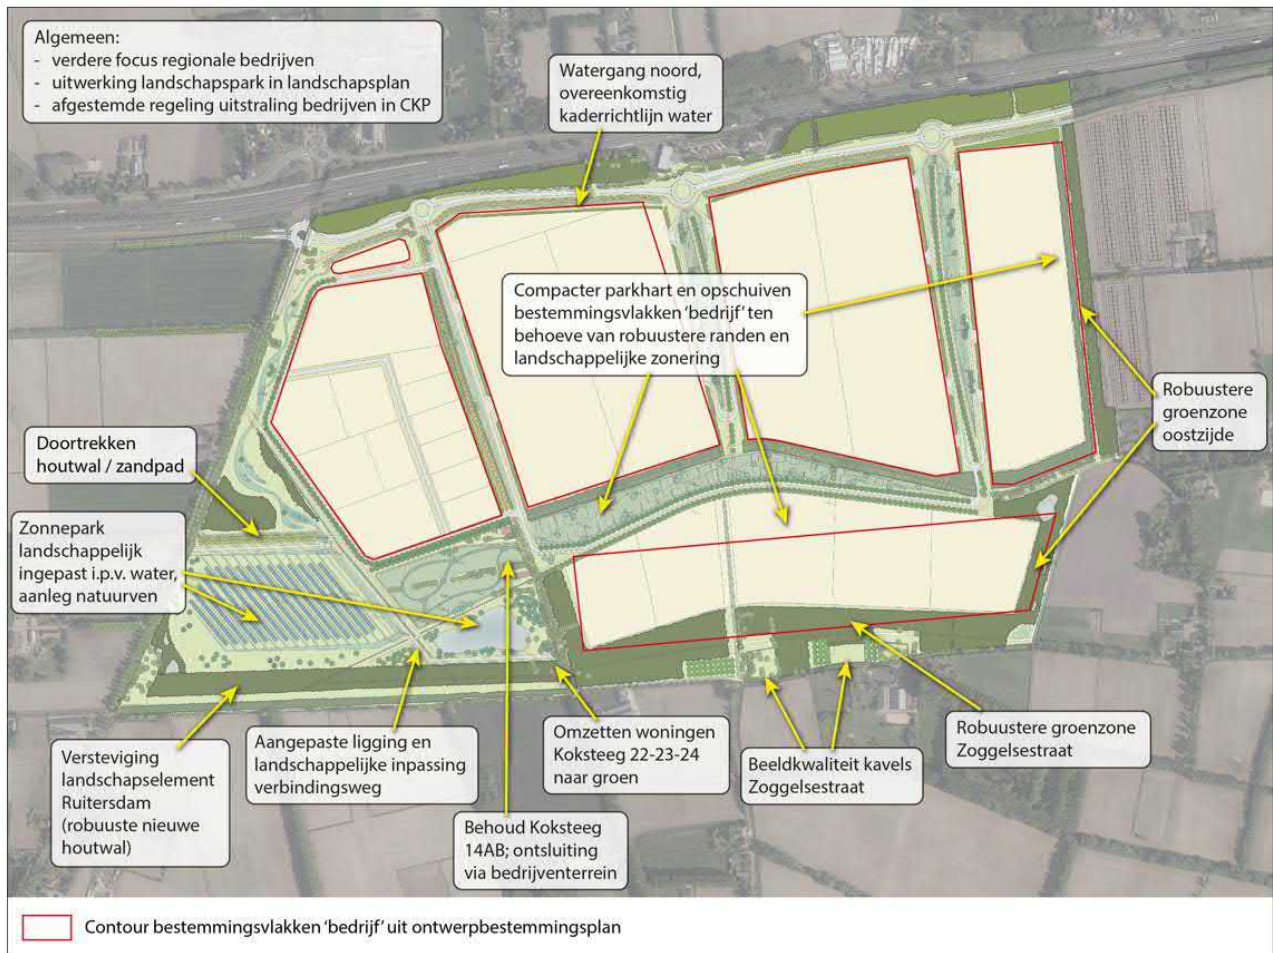 Algemeen:
- verdere focus regionale bedrijven
- uitwerking landschapspark in landschapsplan
- afgestemde regeling uitstraling bedrijven in CKP
Watergang noord,
overeenkomstig
kaderrichtlijn water
Compacter parkhart en opschuiven
bestemmingsvlakken ‘bedrijf’ ten
behoeve van robuustere randen en
landschappelijke zonering
Robuustere
groenzone
oostzijde
Doortrekken
houtwal / zandpad
Zonnepark
landschappelijk
ingepast i.p.v. water,
aanleg natuurven
Versteviging
landschapselement
Ruitersdam
(robuuste nieuwe
houtwal)
Aangepaste ligging en
landschappelijke inpassing
verbindingsweg
Behoud Koksteeg
14AB; ontsluiting
via bedrijventerrein
Omzetten woningen
Koksteeg 22-23-24
naar groen
Beeldkwaliteit kavels
Zoggelsestraat
Robuustere groenzone
Zoggelsestraat
Contour bestemmingsvlakken ‘bedrijf’ uit ontwerpbestemmingsplan